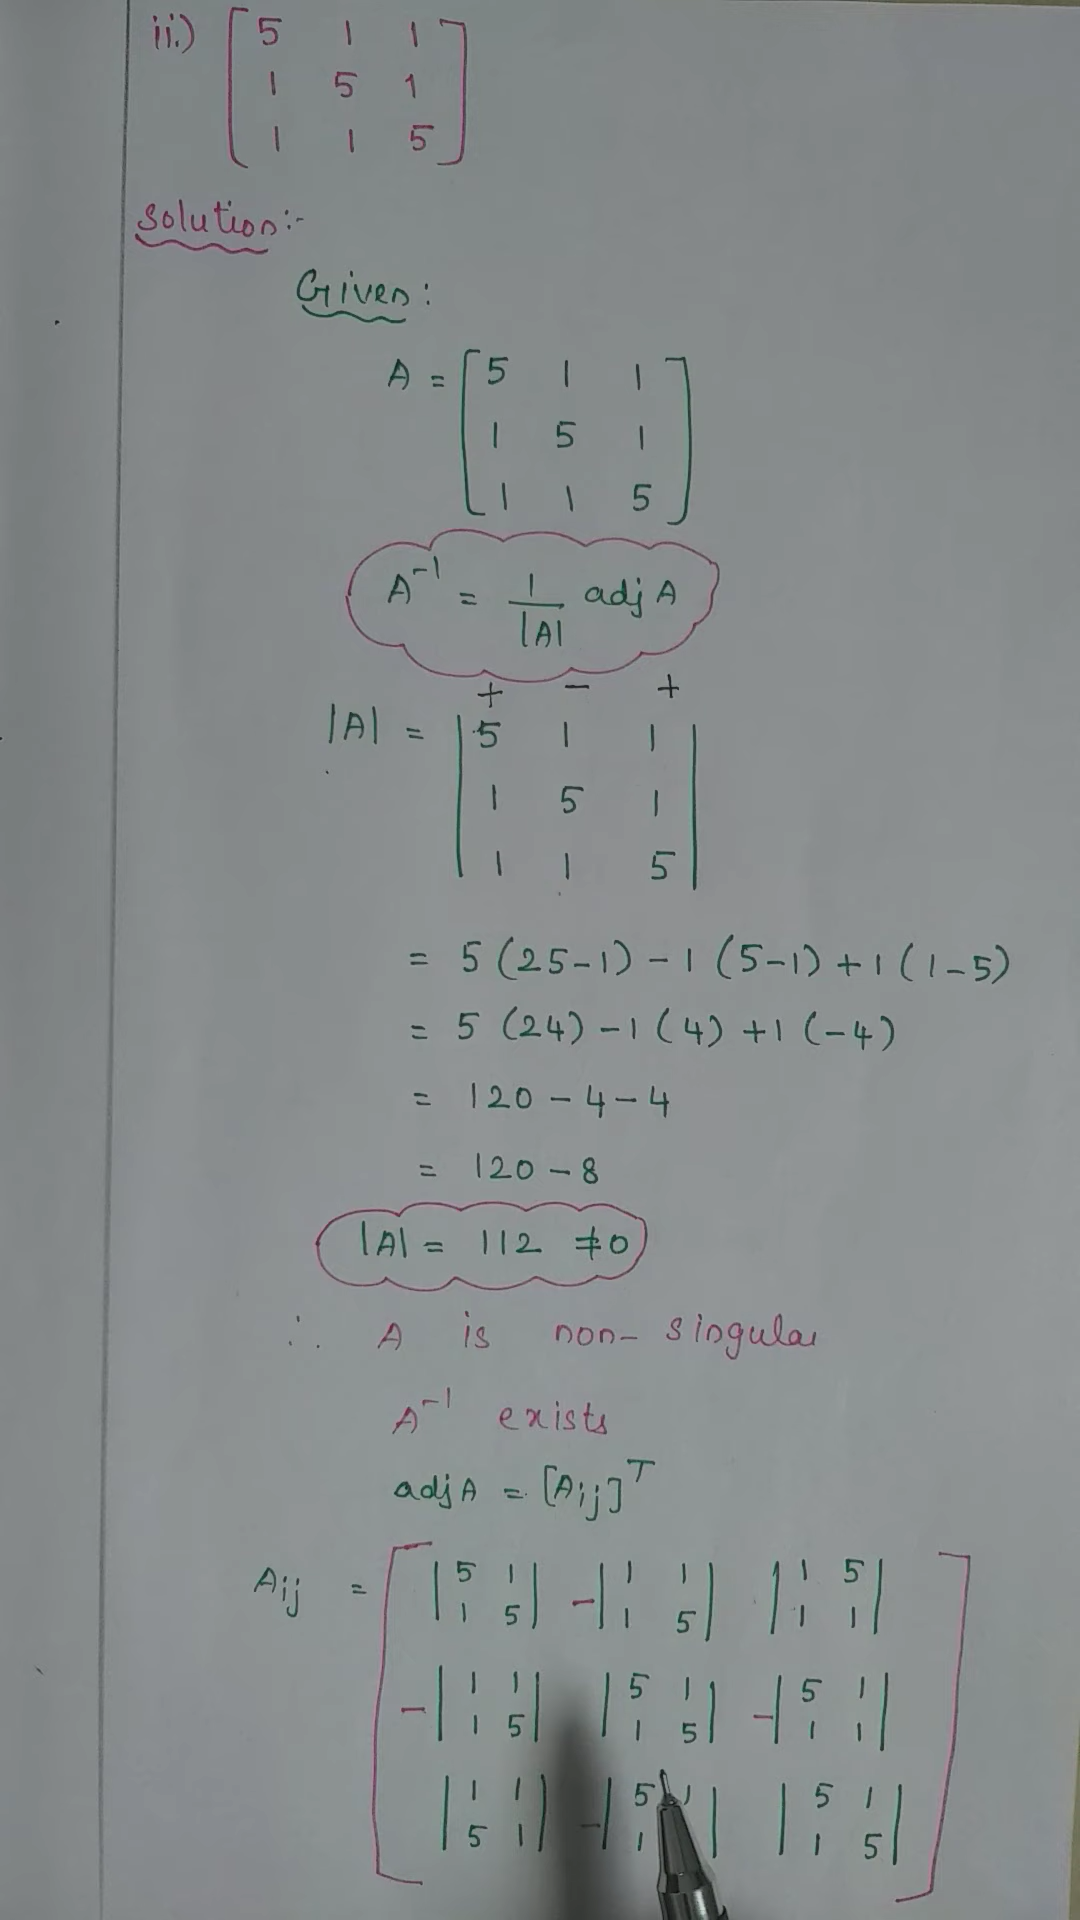 ii.) [5 1 1
1 5 1
1 1 5]
Solution:-
Given:
A = [5 1 1
1 5 1
1 1 5]
A⁻¹ = 1/|A| adj A
+ - +
|A| = |5 1 1|
|1 5 1|
|1 1 5|
= 5 (25-1) - 1 (5-1) + 1 (1-5)
= 5 (24) - 1 (4) + 1 (-4)
= 120 - 4 - 4
= 120 - 8
|A| = 112 ≠ 0
∴ A is non-singular
A⁻¹ exists
adj A = [Aij]ᵀ
Aij = [ |5 1| -|1 1| |1 5|
|1 5| |1 5| |1 1|
-|1 1| |5 1| -|5 1|
|1 5| |1 5| |1 1|
|1 1| -|5 1| |5 1|
|5 1| |1 | |1 5| ]